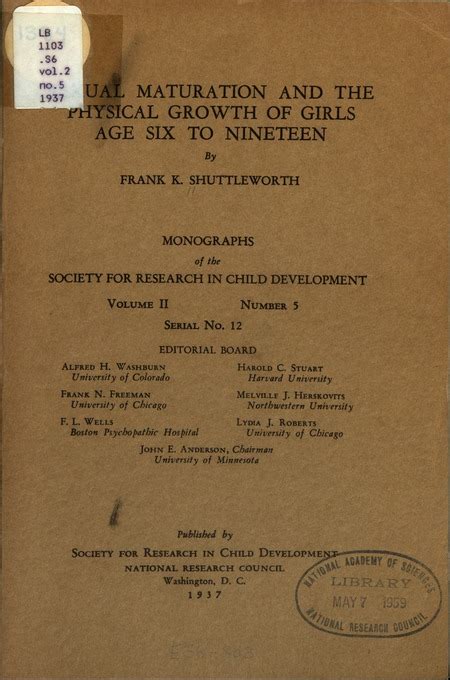 LB
1103
.S6
vol.2
no.5
1937
UAL MATURATION AND THE
PHYSICAL GROWTH OF GIRLS
AGE SIX TO NINETEEN
By
FRANK K. SHUTTLEWORTH
MONOGRAPHS
of the
SOCIETY FOR RESEARCH IN CHILD DEVELOPMENT
VOLUME II NUMBER 5
SERIAL NO. 12
EDITORIAL BOARD
ALFRED H. WASHBURN
University of Colorado
HAROLD C. STUART
Harvard University
FRANK N. FREEMAN
University of Chicago
MELVILLE J. HERSKOVITS
Northwestern University
F. L. WELLS
Boston Psychopathic Hospital
LYDIA J. ROBERTS
University of Chicago
JOHN E. ANDERSON, Chairman
University of Minnesota
Published by
SOCIETY FOR RESEARCH IN CHILD DEVELOPMENT
NATIONAL RESEARCH COUNCIL
Washington, D. C.
1937
NATIONAL ACADEMY OF SCIENCES
LIBRARY
MAY 7 1959
NATIONAL RESEARCH COUNCIL